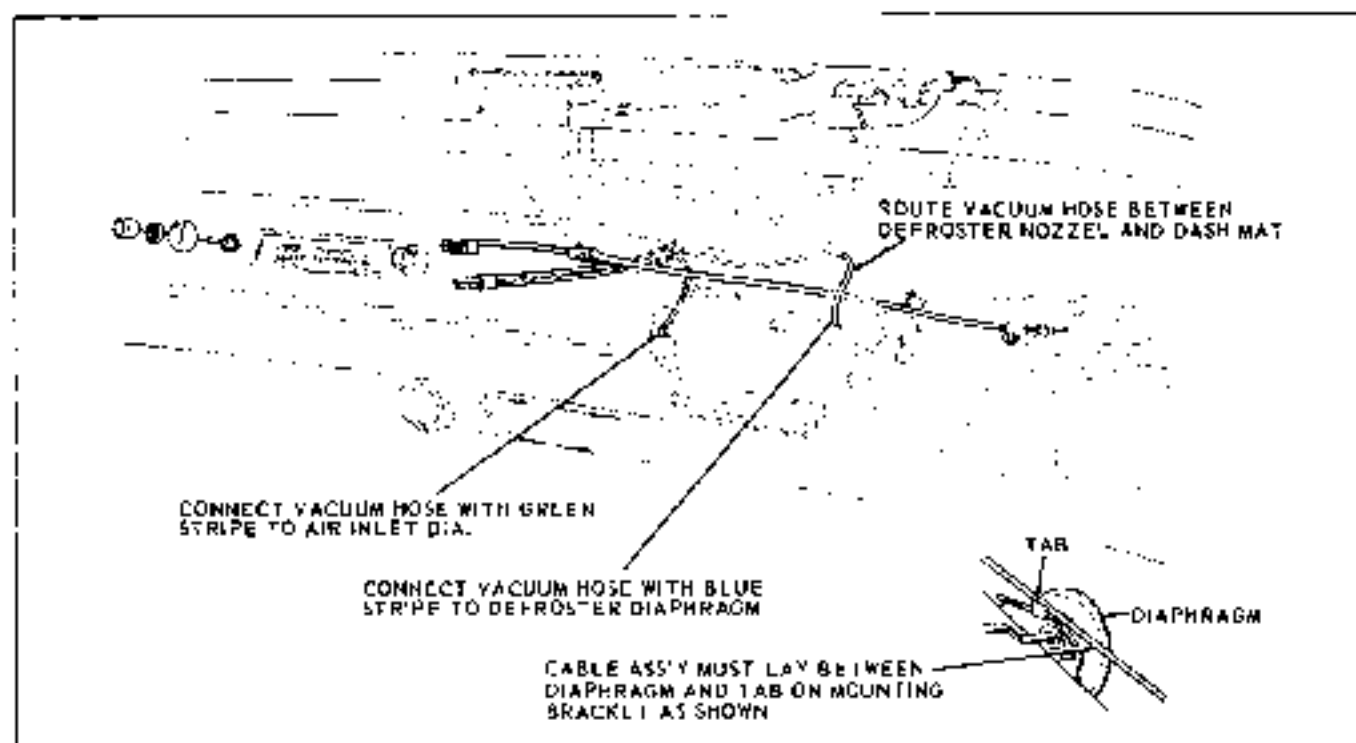 ROUTE VACUUM HOSE BETWEEN
DEFROSTER NOZZEL AND DASH MAT
CONNECT VACUUM HOSE WITH GREEN
STRIPE TO AIR INLET DIA.
CONNECT VACUUM HOSE WITH BLUE
STRIPE TO DEFROSTER DIAPHRAGM
TAB
DIAPHRAGM
CABLE ASS'Y MUST LAY BETWEEN
DIAPHRAGM AND TAB ON MOUNTING
BRACKET AS SHOWN